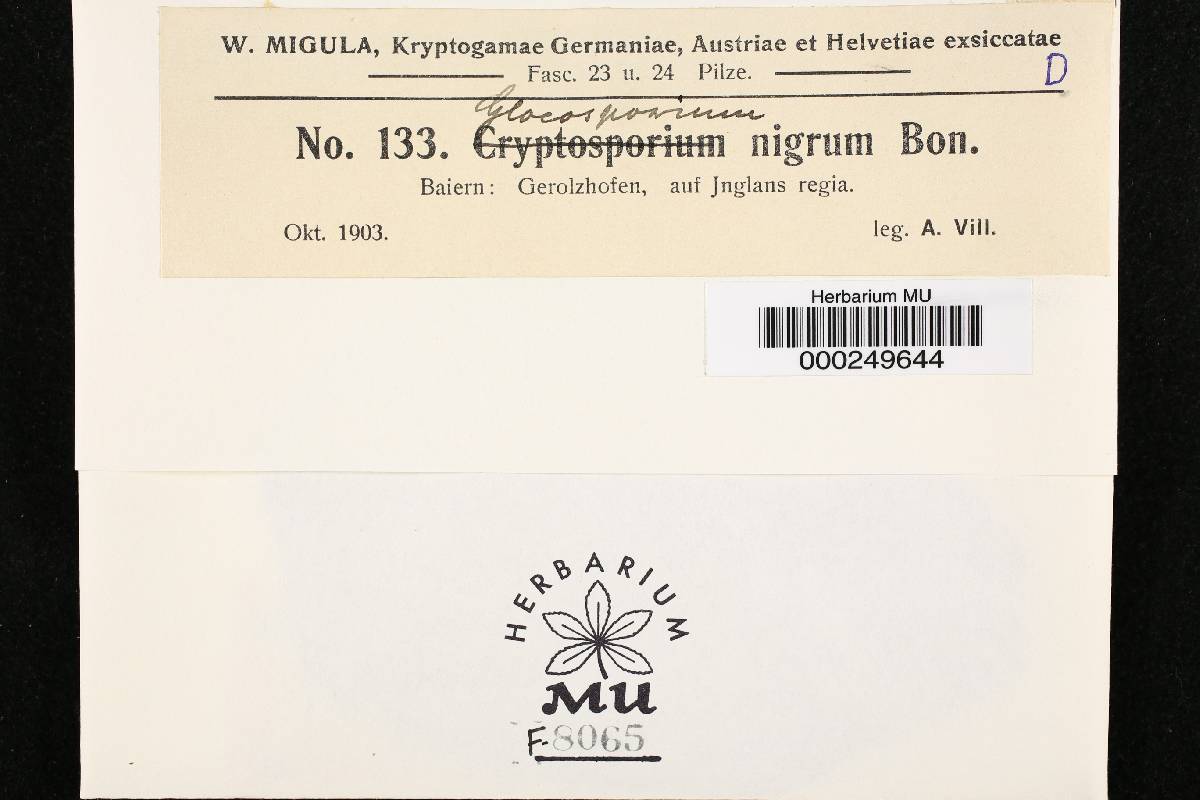 W. MIGULA, Kryptogamae Germaniae, Austriae et Helvetiae exsiccatae
Fasc. 23 u. 24 Pilze.
D
Gloeosporium
No. 133. Cryptosporium nigrum Bon.
Baiern: Gerolzhofen, auf Jnglans regia.
Okt. 1903. leg. A. Vill.
Herbarium MU
000249644
HERBARIUM
MU
F-8065